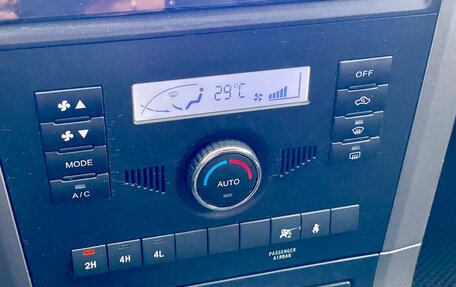 29°C
OFF
MODE
A/C
AUTO
2H
4H
4L
PASSENGER
AIRBAG